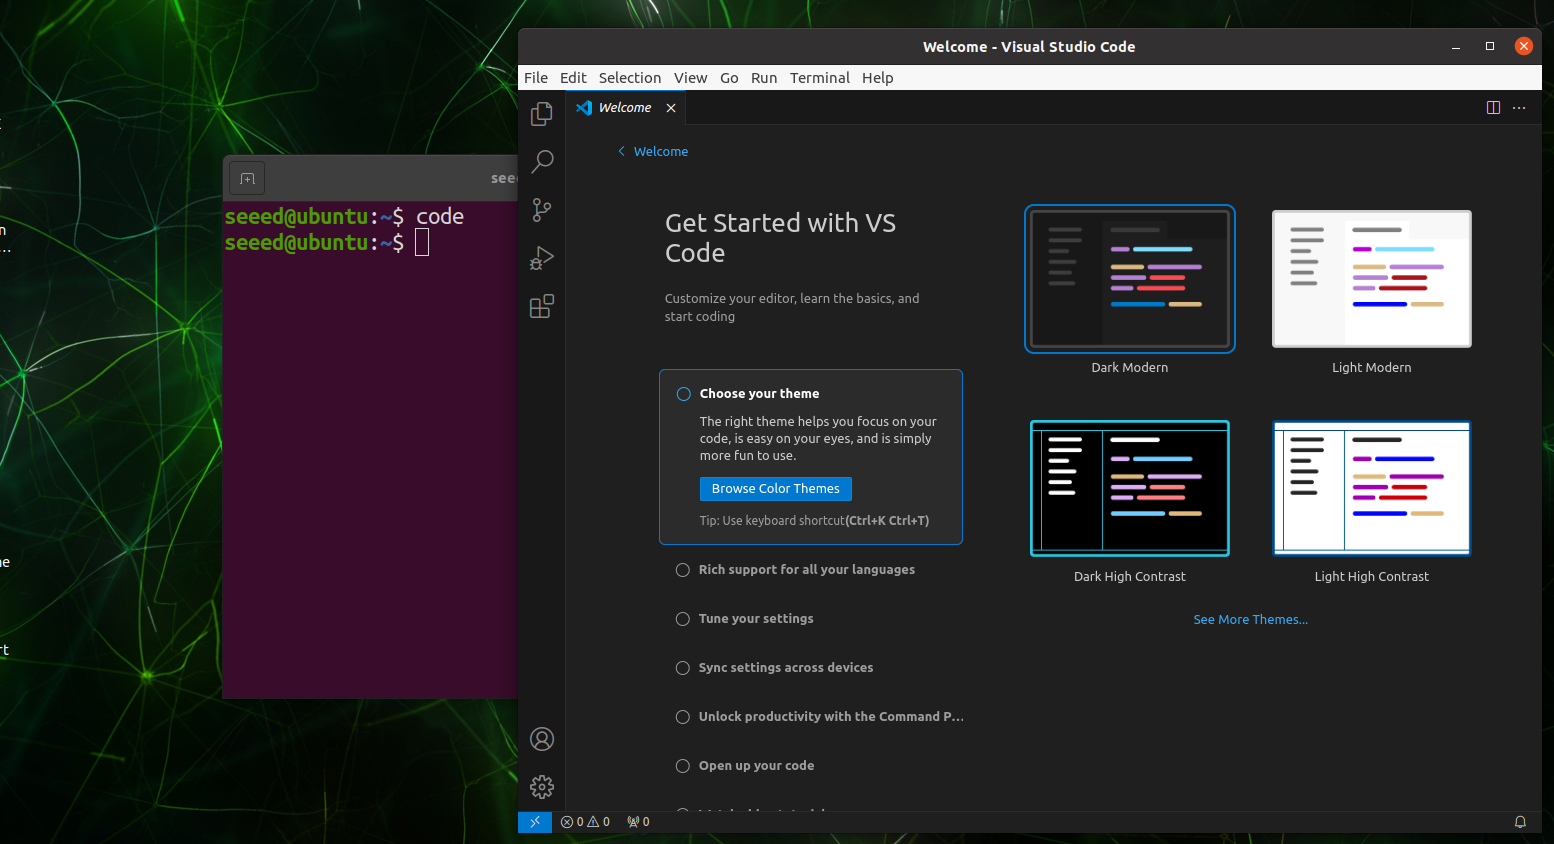 Welcome - Visual Studio Code
File Edit Selection View Go Run Terminal Help
Welcome
Welcome
seeed@ubuntu:~$ code
seeed@ubuntu:~$
Get Started with VS
Code
Customize your editor, learn the basics, and
start coding
Choose your theme
The right theme helps you focus on your
code, is easy on your eyes, and is simply
more fun to use.
Browse Color Themes
Tip: Use keyboard shortcut(Ctrl+K Ctrl+T)
Rich support for all your languages
Tune your settings
Sync settings across devices
Unlock productivity with the Command P...
Open up your code
Dark Modern
Light Modern
Dark High Contrast
Light High Contrast
See More Themes...
0 0 0